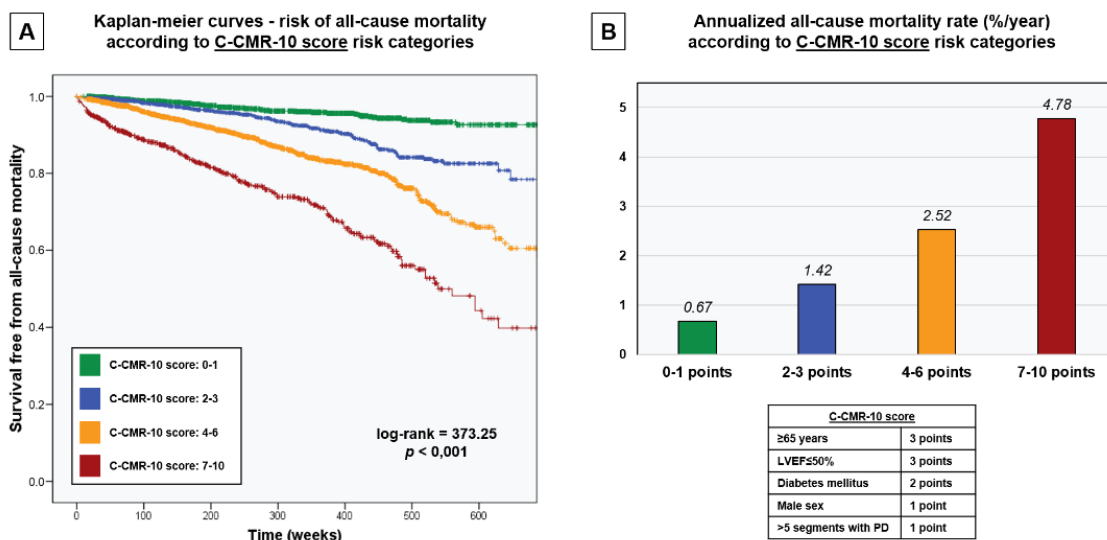 A
Kaplan-meier curves - risk of all-cause mortality
according to C-CMR-10 score risk categories
Survival free from all-cause mortality
1.0
0.8
0.6
0.4
0.2
0.0
C-CMR-10 score: 0-1
C-CMR-10 score: 2-3
C-CMR-10 score: 4-6
C-CMR-10 score: 7-10
log-rank = 373.25
p < 0,001
0 100 200 300 400 500 600
Time (weeks)
B
Annualized all-cause mortality rate (%/year)
according to C-CMR-10 score risk categories
5
4
3
2
1
0
0.67
1.42
2.52
4.78
0-1 points 2-3 points 4-6 points 7-10 points
C-CMR-10 score
≥65 years 3 points
LVEF≤50% 3 points
Diabetes mellitus 2 points
Male sex 1 point
>5 segments with PD 1 point